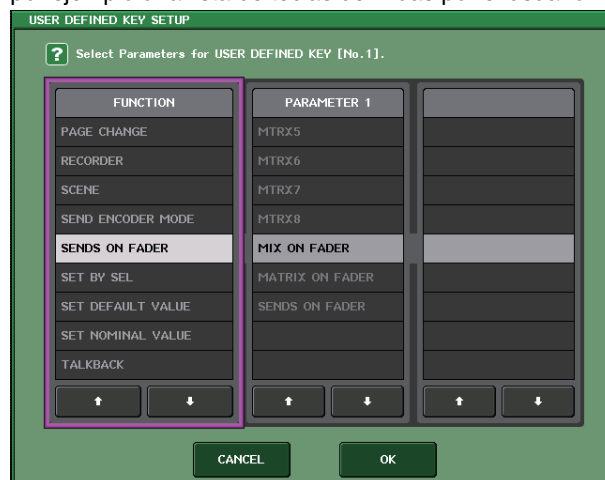 USER DEFINED KEY SETUP
? Select Parameters for USER DEFINED KEY [No.1].
FUNCTION
PAGE CHANGE
RECORDER
SCENE
SEND ENCODER MODE
SENDS ON FADER
SET BY SEL
SET DEFAULT VALUE
SET NOMINAL VALUE
TALKBACK
PARAMETER 1
MTRX5
MTRX6
MTRX7
MTRX8
MIX ON FADER
MATRIX ON FADER
SENDS ON FADER
CANCEL
OK